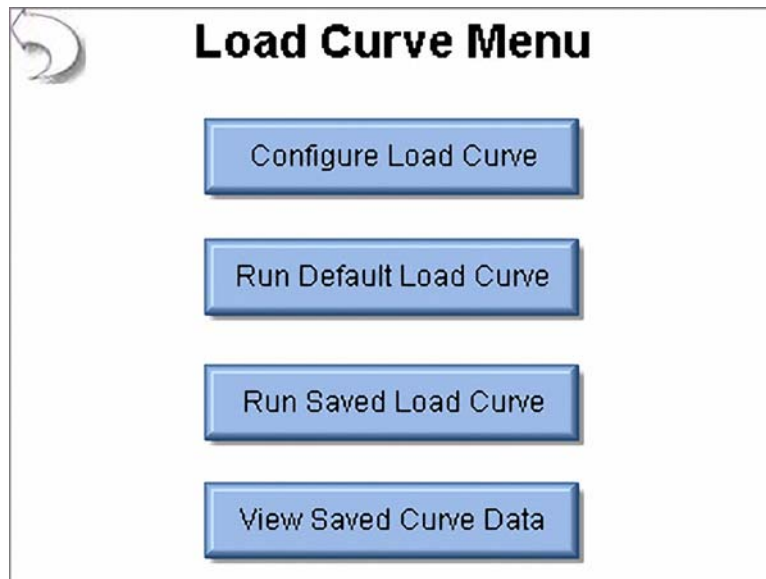 Load Curve Menu
Configure Load Curve
Run Default Load Curve
Run Saved Load Curve
View Saved Curve Data